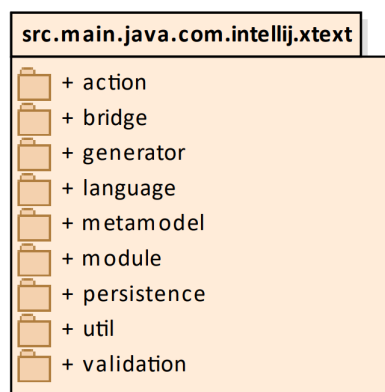 src.main.java.com.intellij.xtext
+ action
+ bridge
+ generator
+ language
+ metamodel
+ module
+ persistence
+ util
+ validation